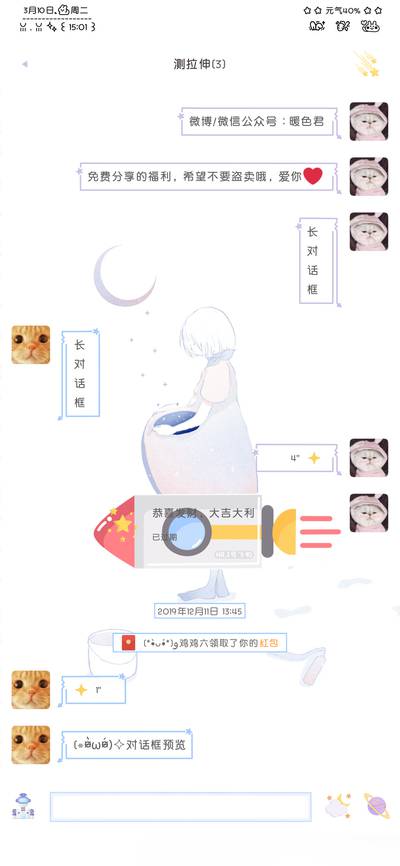 3月10日 周二
元气40%
15:01
測拉伸(3)
微博/微信公众号：暖色君
免费分享的福利，希望不要盗卖哦，爱你
长
对
话
框
长
对
话
框
4"
恭喜发财，大吉大利
已过期
2019年12月11日 13:45
鸡鸡六领取了你的紅包
1"
对话框预览